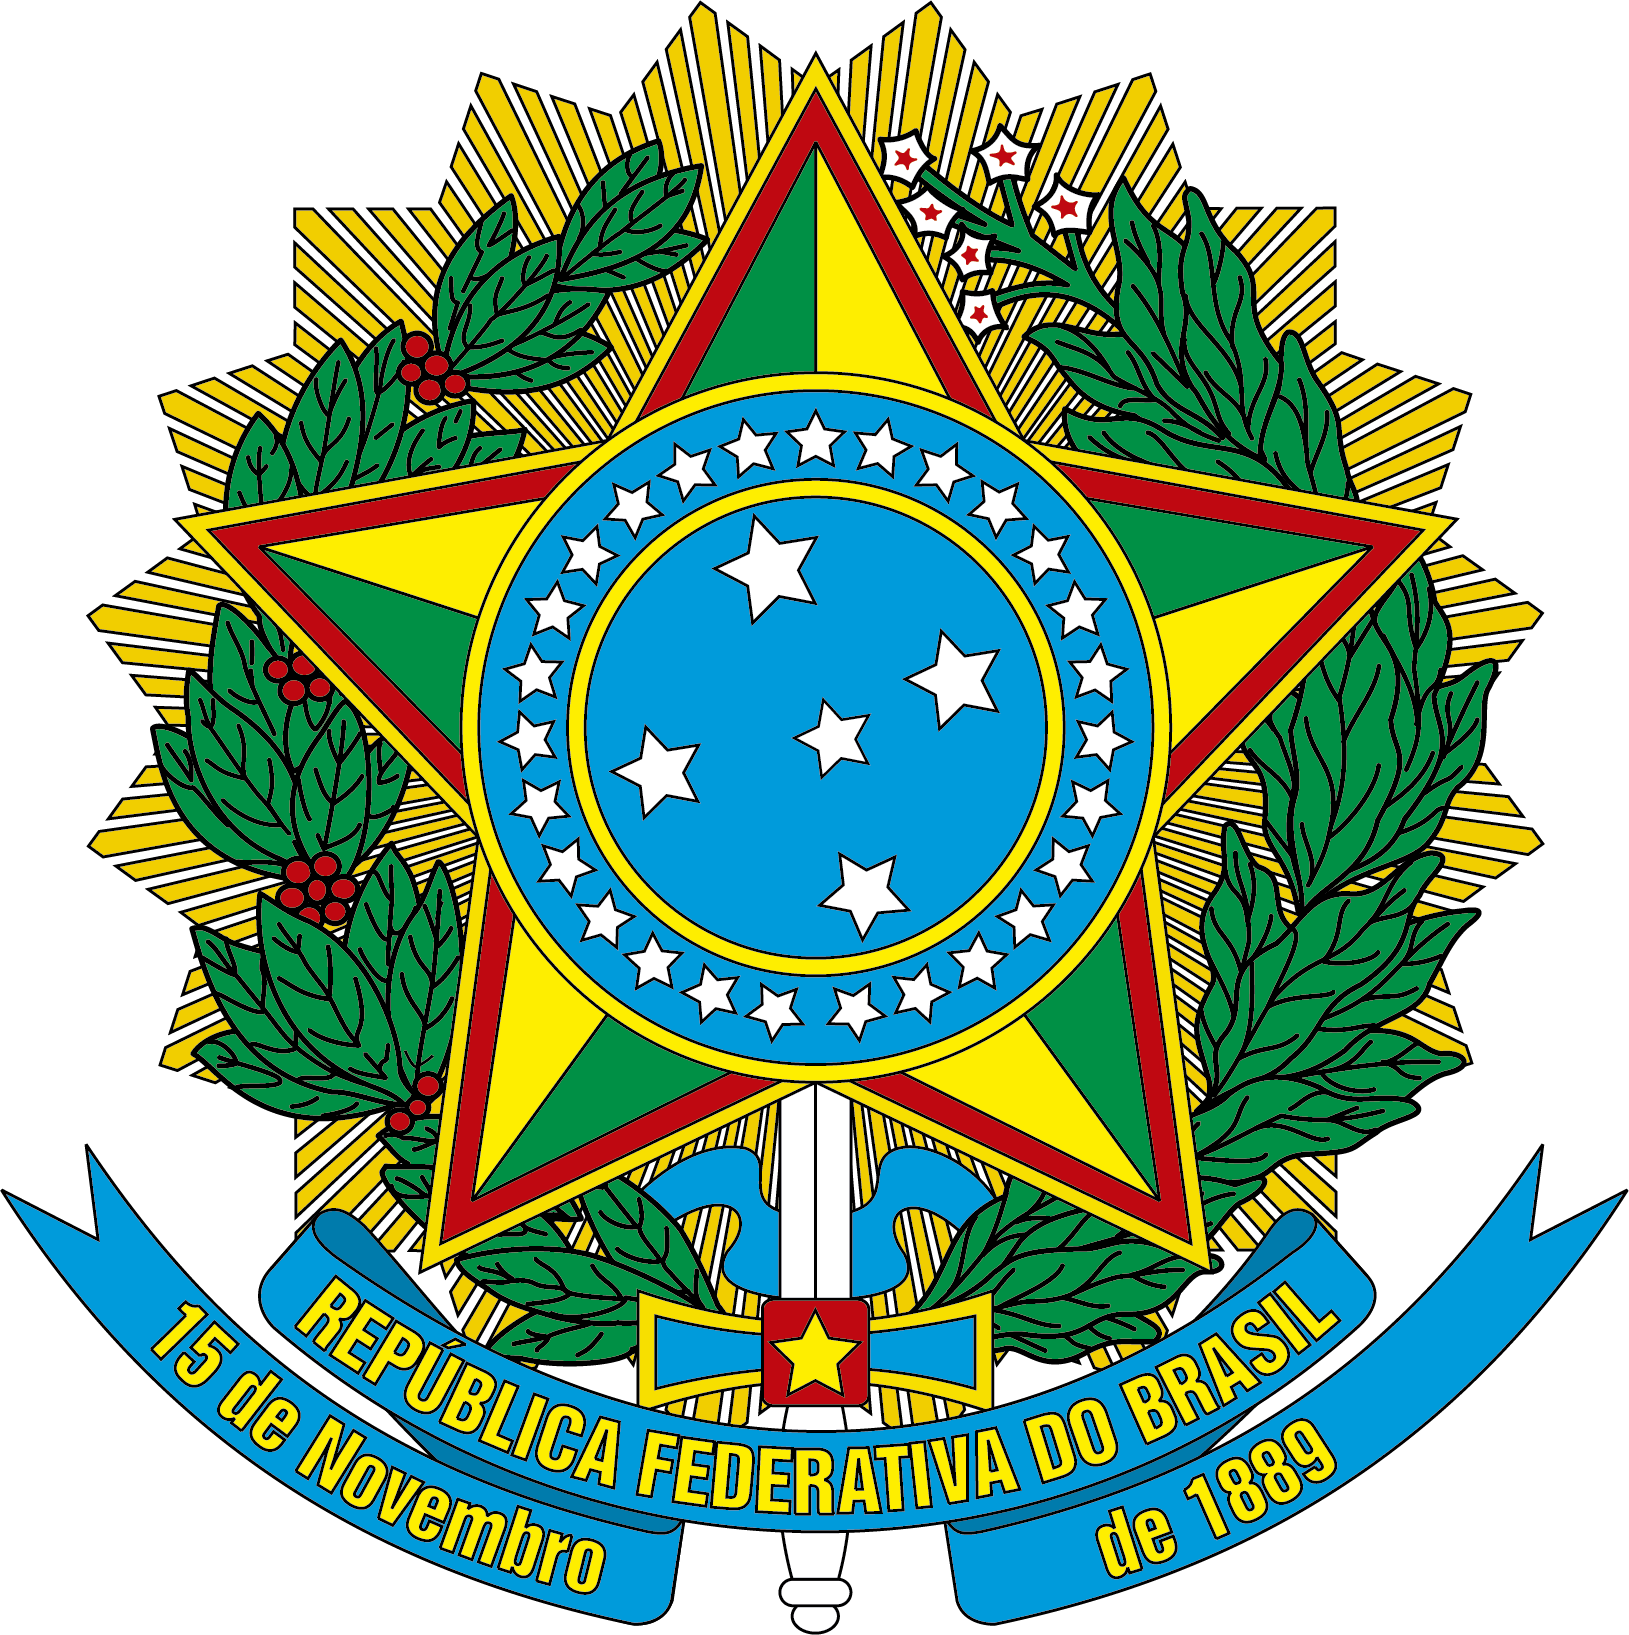 REPÚBLICA FEDERATIVA DO BRASIL
15 de Novembro
de 1889